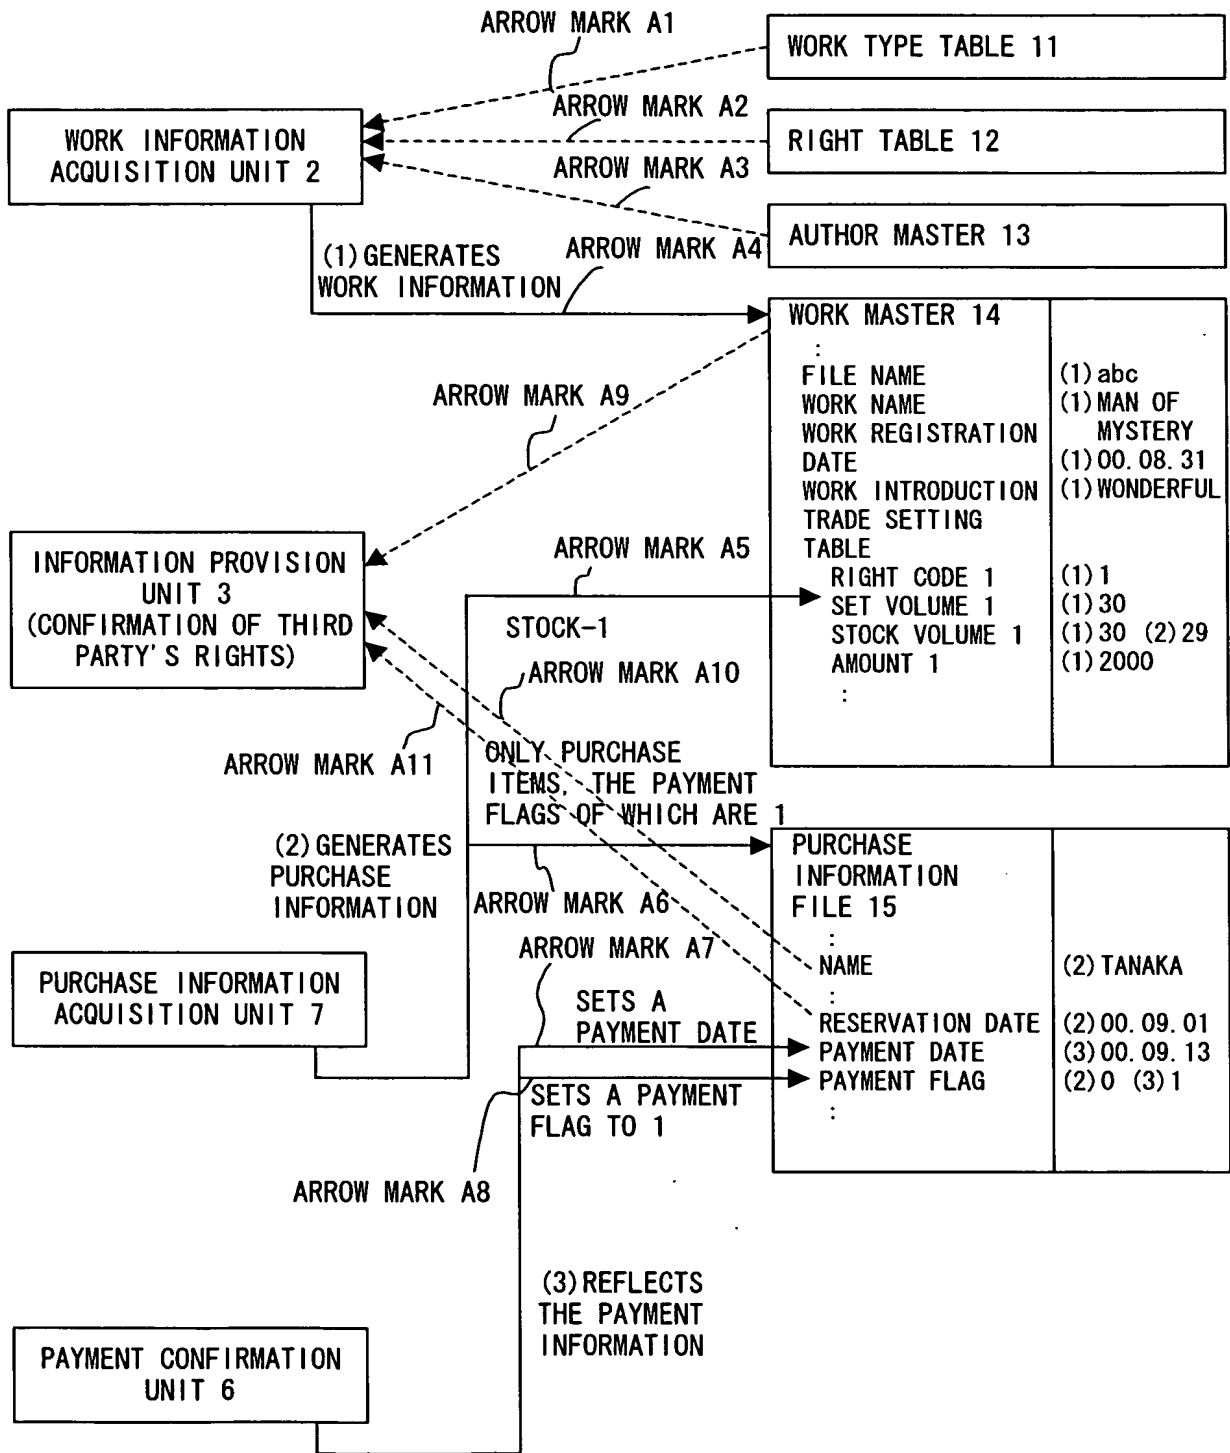 ARROW MARK A1
WORK TYPE TABLE 11
ARROW MARK A2
WORK INFORMATION
ACQUISITION UNIT 2
RIGHT TABLE 12
ARROW MARK A3
AUTHOR MASTER 13
(1)GENERATES
WORK INFORMATION
ARROW MARK A4
WORK MASTER 14
:
FILE NAME (1)abc
WORK NAME (1)MAN OF
WORK REGISTRATION MYSTERY
DATE (1)00.08.31
WORK INTRODUCTION (1)WONDERFUL
TRADE SETTING
TABLE
RIGHT CODE 1 (1)1
SET VOLUME 1 (1)30
STOCK VOLUME 1 (1)30 (2)29
AMOUNT 1 (1)2000
:
ARROW MARK A9
INFORMATION PROVISION
UNIT 3
(CONFIRMATION OF THIRD
PARTY'S RIGHTS)
ARROW MARK A5
STOCK-1
ARROW MARK A10
ARROW MARK A11
ONLY PURCHASE
ITEMS, THE PAYMENT
FLAGS OF WHICH ARE 1
(2)GENERATES
PURCHASE
INFORMATION
ARROW MARK A6
PURCHASE
INFORMATION
FILE 15
:
NAME (2)TANAKA
:
RESERVATION DATE (2)00.09.01
PAYMENT DATE (3)00.09.13
PAYMENT FLAG (2)0 (3)1
:
ARROW MARK A7
PURCHASE INFORMATION
ACQUISITION UNIT 7
SETS A
PAYMENT DATE
SETS A PAYMENT
FLAG TO 1
ARROW MARK A8
(3)REFLECTS
THE PAYMENT
INFORMATION
PAYMENT CONFIRMATION
UNIT 6